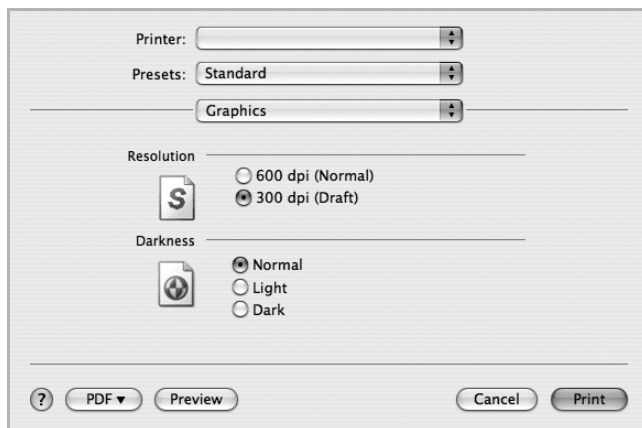 Printer:
Presets: Standard
Graphics
Resolution
600 dpi (Normal)
S
300 dpi (Draft)
Darkness
Normal
Light
Dark
? PDF ▼ Preview Cancel Print